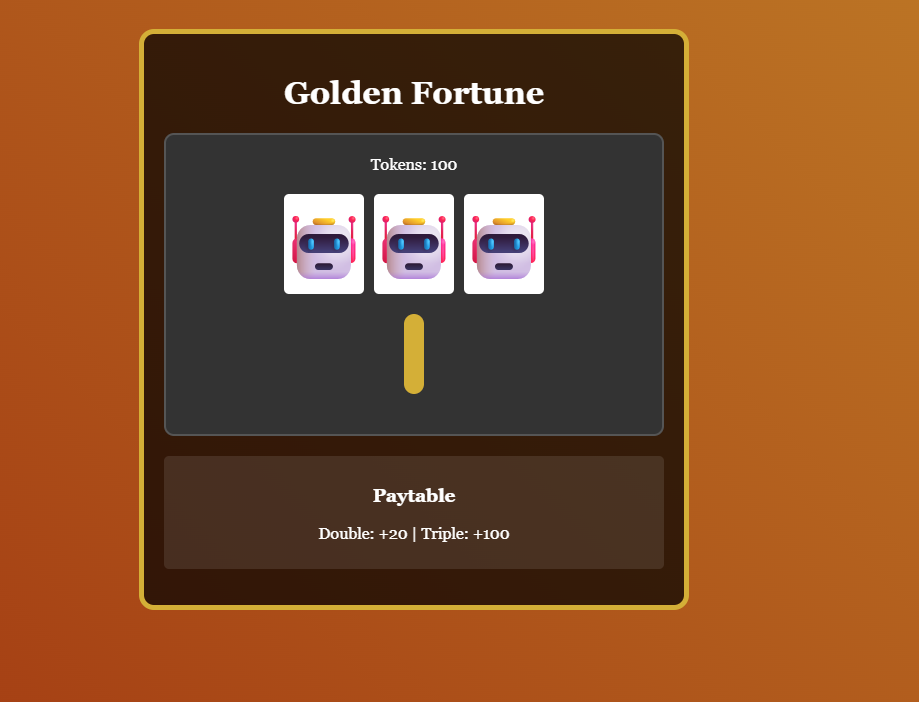 Golden Fortune
Tokens: 100
Paytable
Double: +20 | Triple: +100